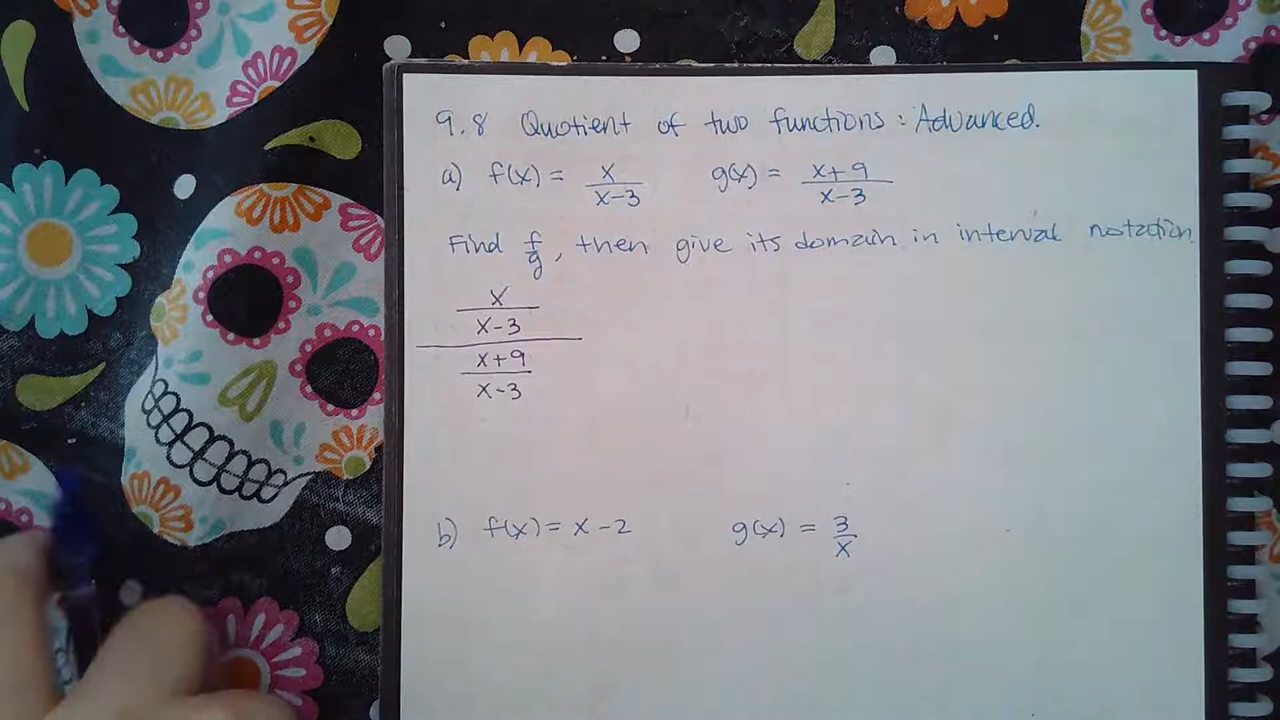 9.8 Quotient of two functions: Advanced.
a) f(x) = x/(x-3) g(x) = (x+9)/(x-3)
Find f/g, then give its domain in interval notation
x
x-3
x+9
x-3
b) f(x) = x-2 g(x) = 3/x